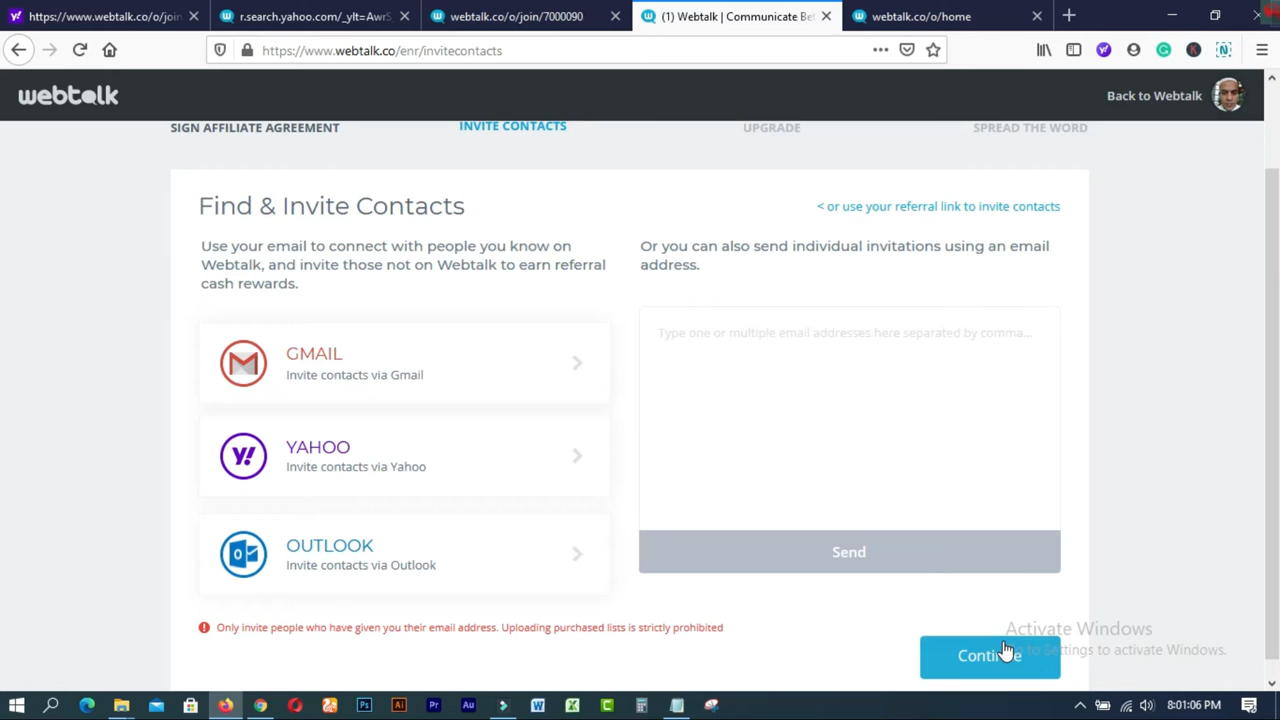 https://www.webtalk.co/o/join
r.search.yahoo.com/_ylt=AwrS
webtalk.co/o/join/7000090
(1) Webtalk | Communicate Bet
webtalk.co/o/home
https://www.webtalk.co/enr/invitecontacts
webtalk
Back to Webtalk
SIGN AFFILIATE AGREEMENT
INVITE CONTACTS
UPGRADE
SPREAD THE WORD
Find & Invite Contacts
< or use your referral link to invite contacts
Use your email to connect with people you know on
Webtalk, and invite those not on Webtalk to earn referral
cash rewards.
Or you can also send individual invitations using an email
address.
Type one or multiple email addresses here separated by comma...
GMAIL
Invite contacts via Gmail
YAHOO
Invite contacts via Yahoo
OUTLOOK
Invite contacts via Outlook
Send
Only invite people who have given you their email address. Uploading purchased lists is strictly prohibited
Continue
Activate Windows
to Settings to activate Windows.
8:01:06 PM